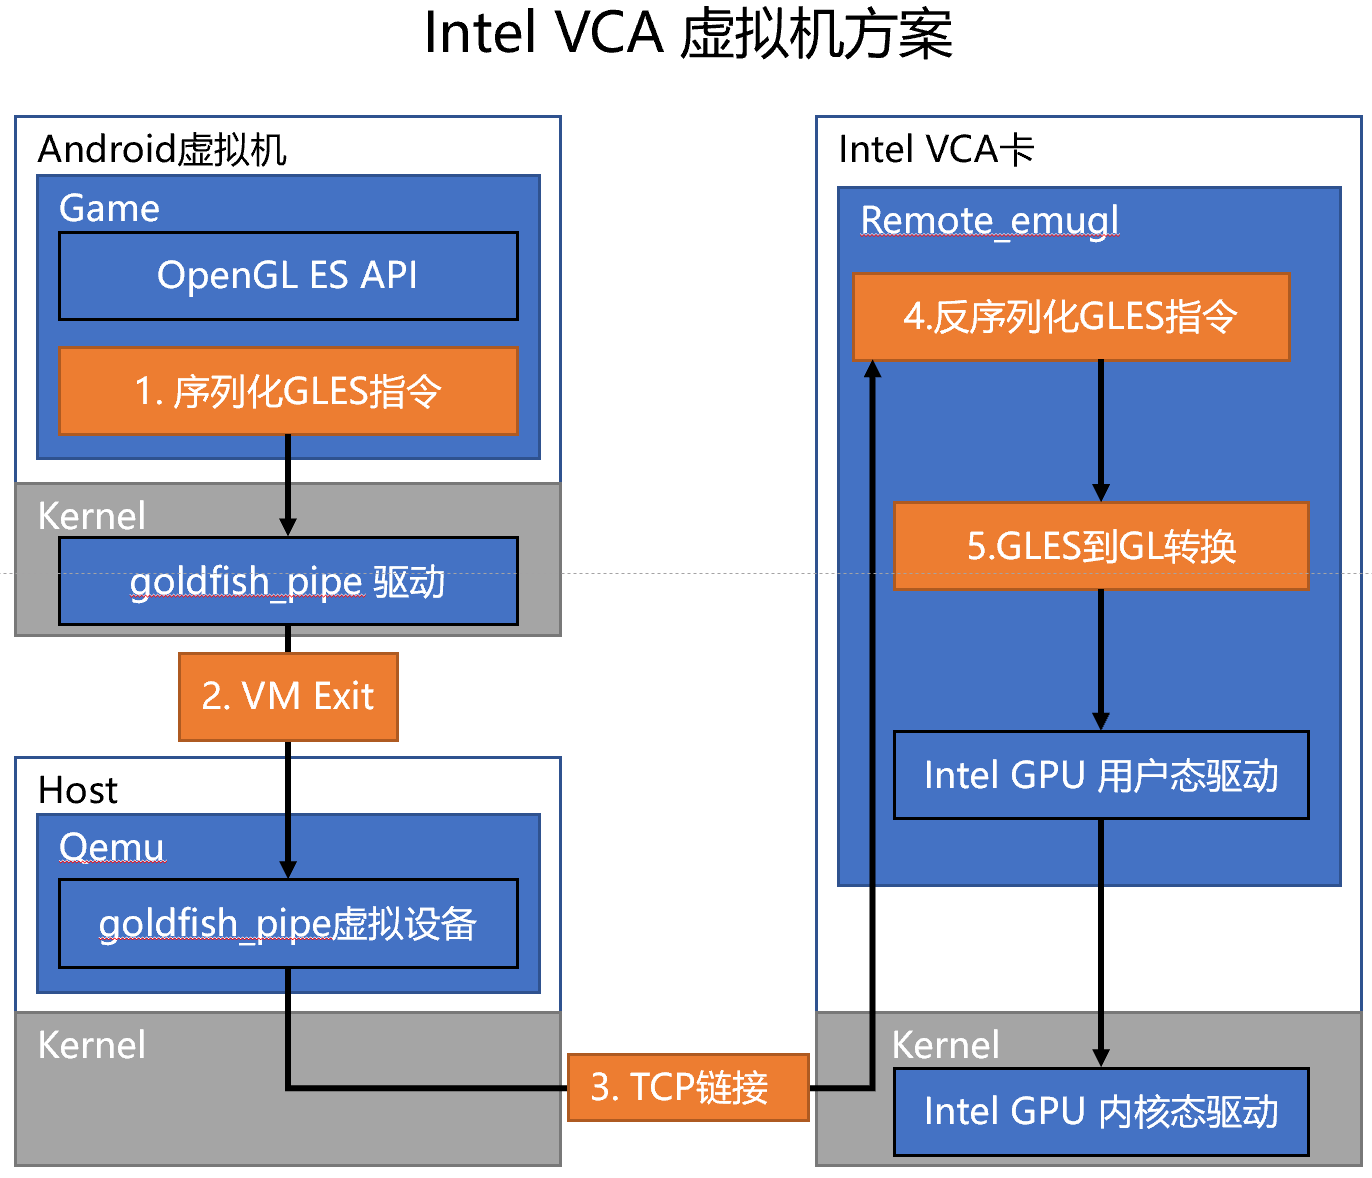 Intel VCA 虚拟机方案
Android虚拟机
Game
OpenGL ES API
1. 序列化GLES指令
Kernel
goldfish_pipe 驱动
2. VM Exit
Host
Qemu
goldfish_pipe虚拟设备
Kernel
3. TCP链接
Intel VCA卡
Remote_emugl
4.反序列化GLES指令
5.GLES到GL转换
Intel GPU 用户态驱动
Kernel
Intel GPU 内核态驱动